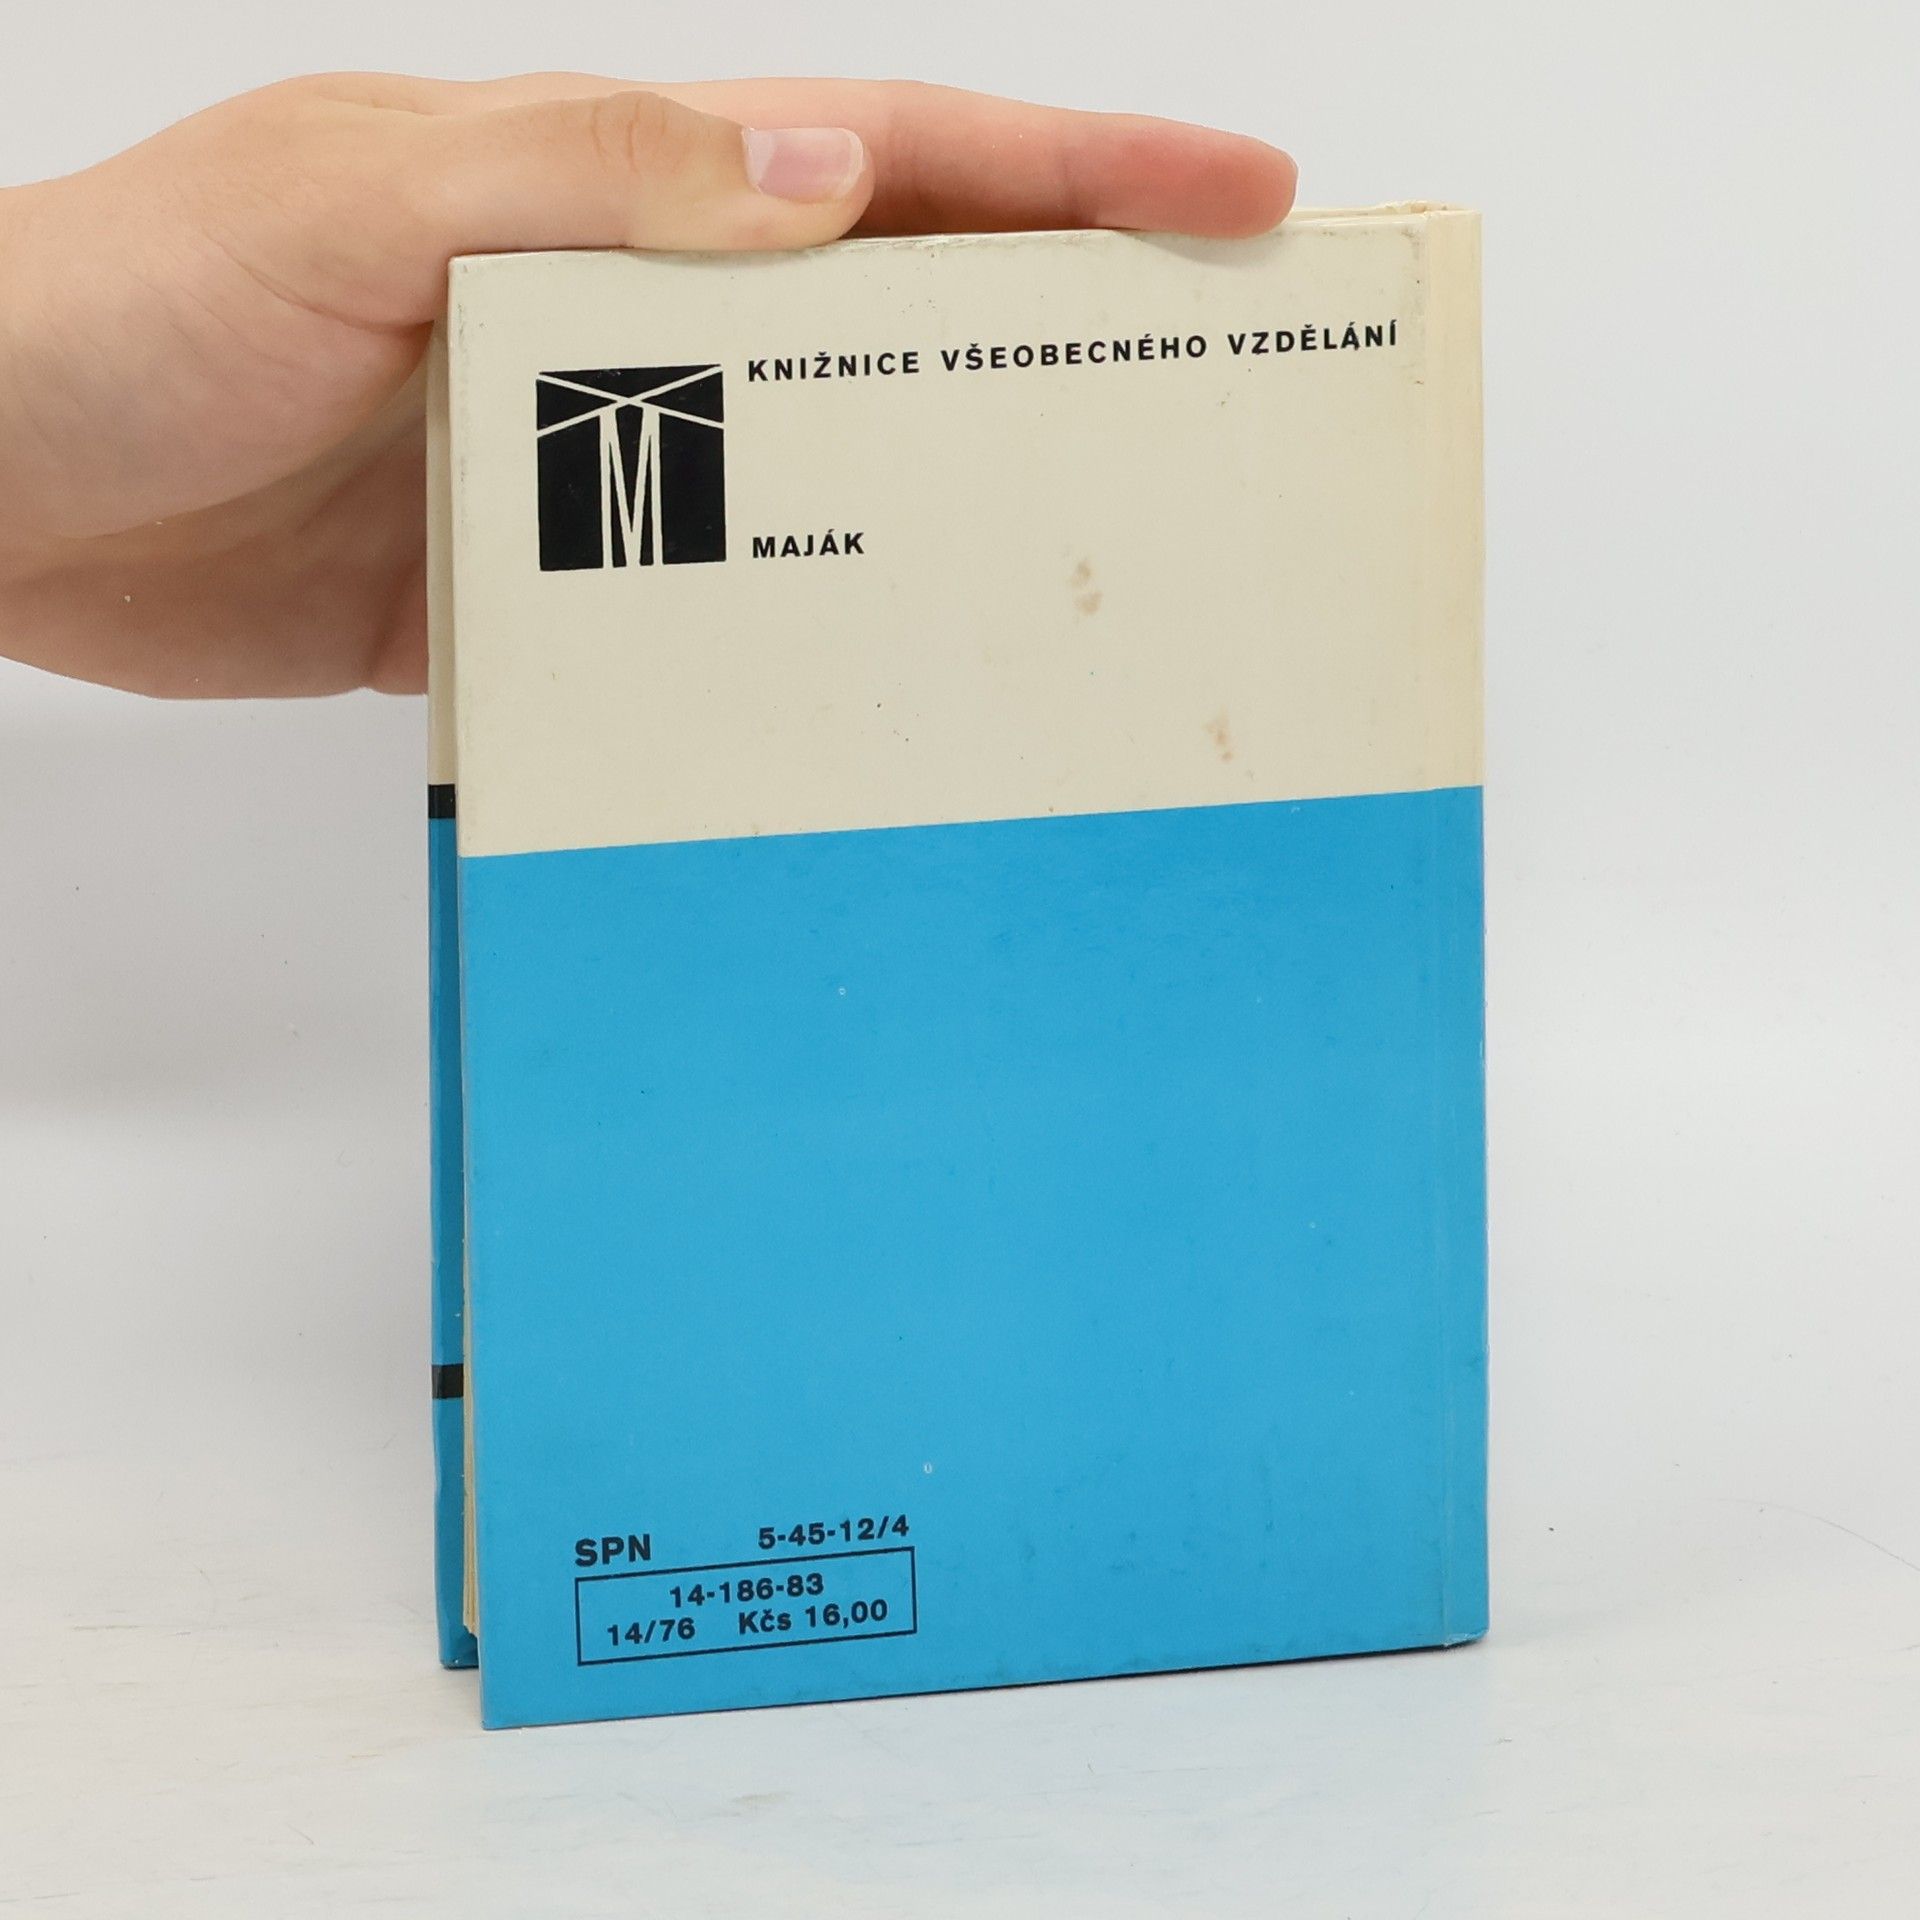 KNIŽNICE VŠEOBECNÉHO VZDĚLÁNÍ
M
MAJÁK
SPN 5-45-12/4
14-186-83
14/76 Kčs 16,00